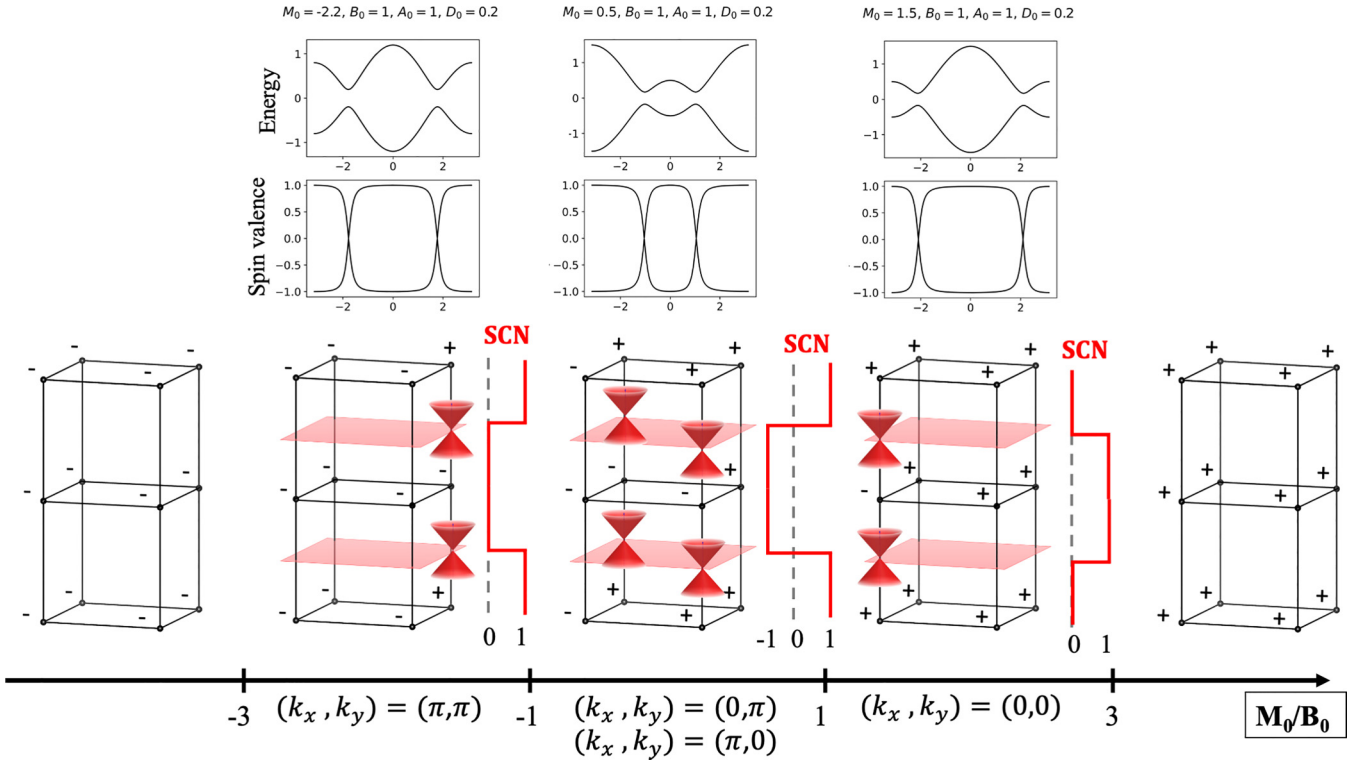 M₀ = -2.2, B₀ = 1, A₀ = 1, D₀ = 0.2
M₀ = 0.5, B₀ = 1, A₀ = 1, D₀ = 0.2
M₀ = 1.5, B₀ = 1, A₀ = 1, D₀ = 0.2
Energy
1
0
−1
−2 0 2
1
0
-1
−2 0 2
1
0
−1
−2 0 2
Spin valence
1.0
0.5
0.0
−0.5
−1.0
−2 0 2
1.0
0.5
0.0
−0.5
−1.0
−2 0 2
1.0
0.5
0.0
−0.5
−1.0
−2 0 2
- - - -
- - - -
- - - -
- + - -
- - - -
- - - +
SCN
0 1
+ + - +
- + - -
+ + - +
SCN
-1 0 1
+ + + +
+ + - +
+ + + +
SCN
0 1
+ + + +
+ + + +
+ + + +
-3
(kₓ , k_y) = (π,π)
-1
(kₓ , k_y) = (0,π)
(kₓ , k_y) = (π,0)
1
(kₓ , k_y) = (0,0)
3
M₀/B₀